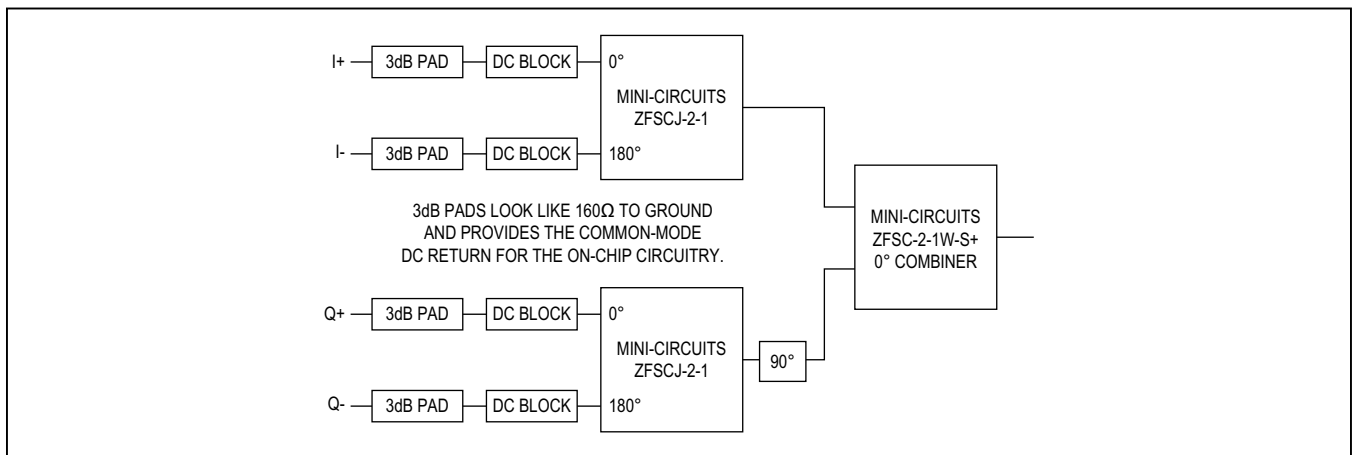 I+
3dB PAD
DC BLOCK
0°
MINI-CIRCUITS
ZFSCJ-2-1
I-
3dB PAD
DC BLOCK
180°
3dB PADS LOOK LIKE 160Ω TO GROUND
AND PROVIDES THE COMMON-MODE
DC RETURN FOR THE ON-CHIP CIRCUITRY.
MINI-CIRCUITS
ZFSC-2-1W-S+
0° COMBINER
Q+
3dB PAD
DC BLOCK
0°
MINI-CIRCUITS
ZFSCJ-2-1
90°
Q-
3dB PAD
DC BLOCK
180°